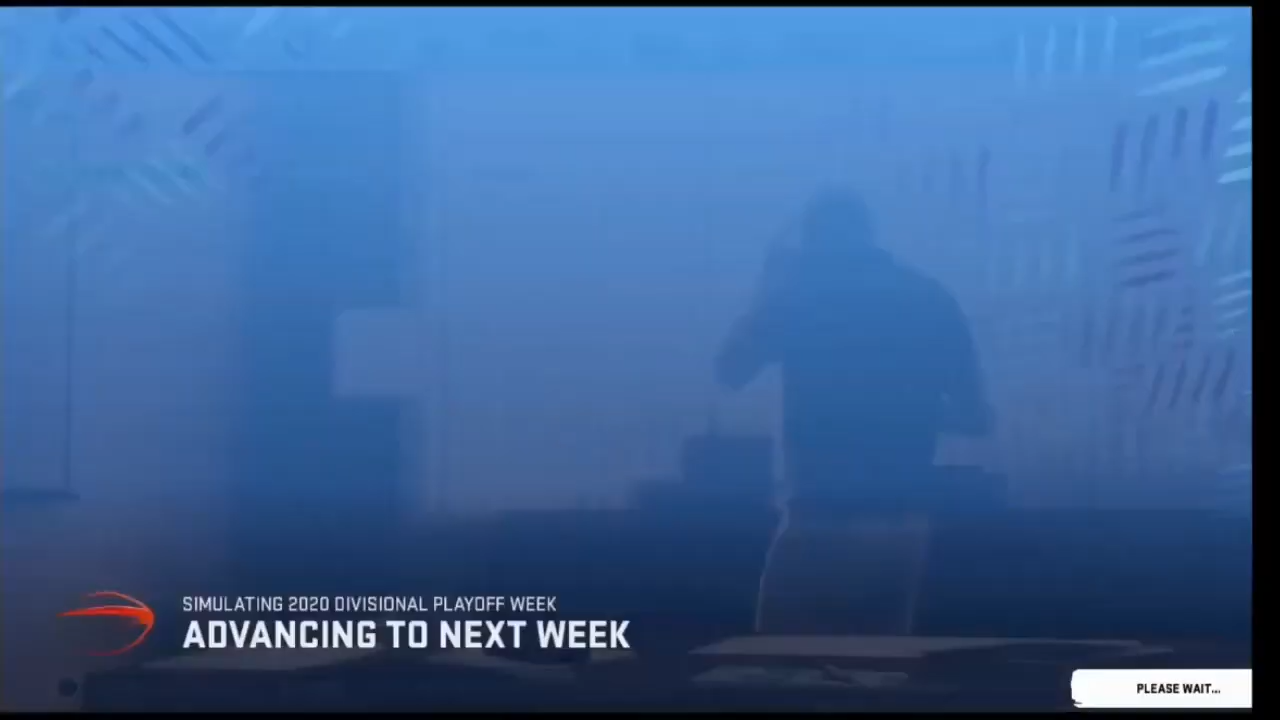 SIMULATING 2020 DIVISIONAL PLAYOFF WEEK
ADVANCING TO NEXT WEEK
PLEASE WAIT...